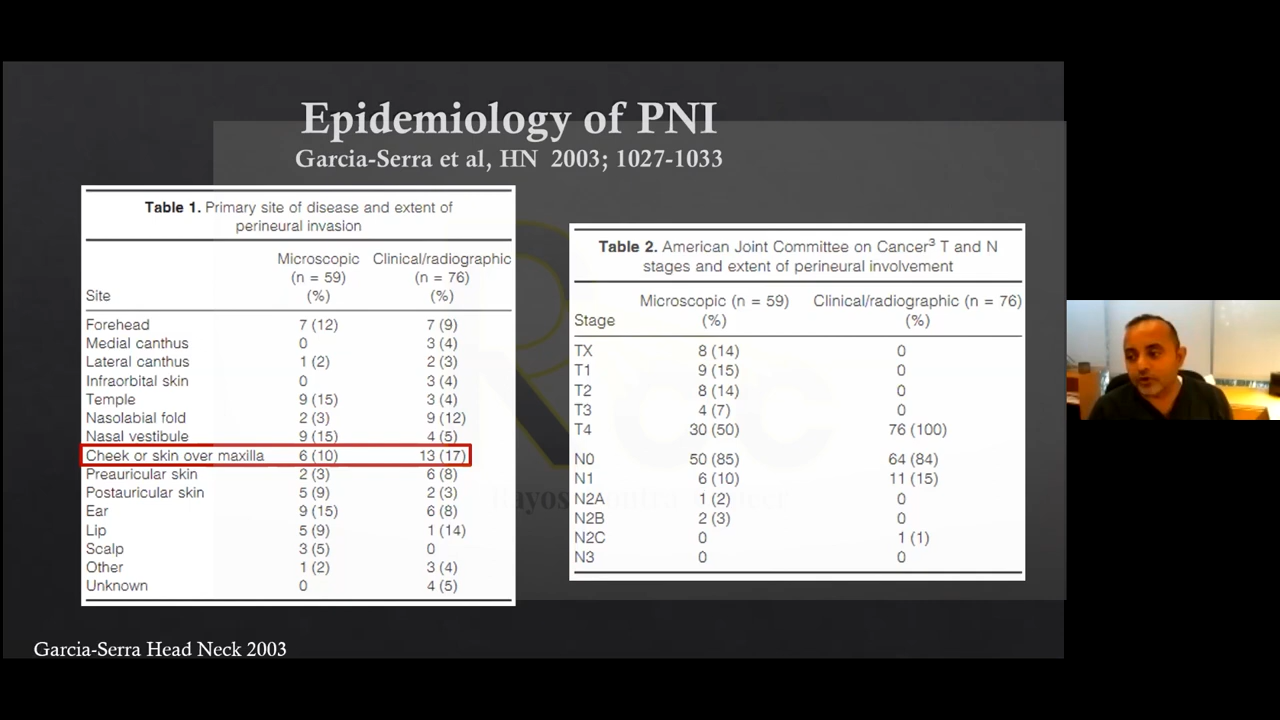 Epidemiology of PNI
Garcia-Serra et al, HN 2003; 1027-1033
Table 1. Primary site of disease and extent of
perineural invasion
Microscopic Clinical/radiographic
(n = 59) (n = 76)
Site (%) (%)
Forehead 7 (12) 7 (9)
Medial canthus 0 3 (4)
Lateral canthus 1 (2) 2 (3)
Infraorbital skin 0 3 (4)
Temple 9 (15) 3 (4)
Nasolabial fold 2 (3) 9 (12)
Nasal vestibule 9 (15) 4 (5)
Cheek or skin over maxilla 6 (10) 13 (17)
Preauricular skin 2 (3) 6 (8)
Postauricular skin 5 (9) 2 (3)
Ear 9 (15) 6 (8)
Lip 5 (9) 1 (14)
Scalp 3 (5) 0
Other 1 (2) 3 (4)
Unknown 0 4 (5)
Table 2. American Joint Committee on Cancer³ T and N
stages and extent of perineural involvement
Microscopic (n = 59) Clinical/radiographic (n = 76)
Stage (%) (%)
TX 8 (14) 0
T1 9 (15) 0
T2 8 (14) 0
T3 4 (7) 0
T4 30 (50) 76 (100)
N0 50 (85) 64 (84)
N1 6 (10) 11 (15)
N2A 1 (2) 0
N2B 2 (3) 0
N2C 0 1 (1)
N3 0 0
Garcia-Serra Head Neck 2003